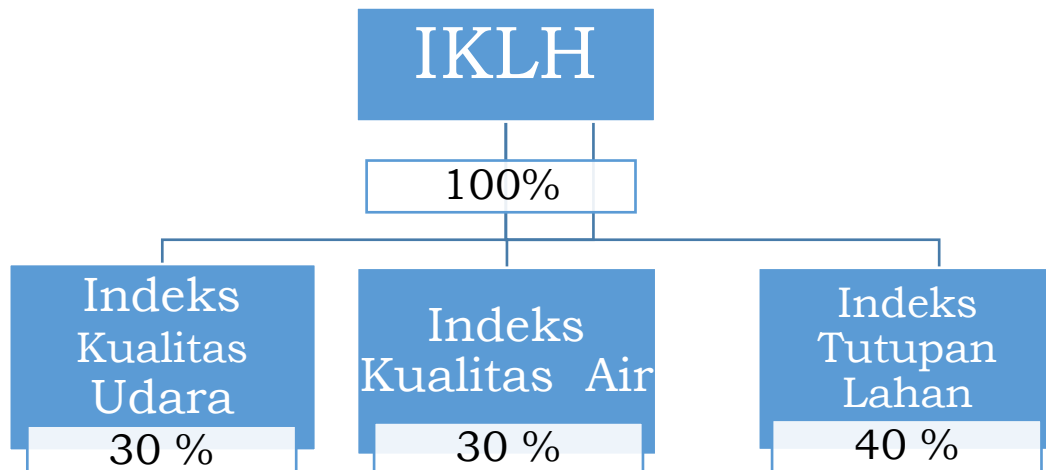 IKLH
100%
Indeks
Kualitas
Udara
30 %
Indeks
Kualitas Air
30 %
Indeks
Tutupan
Lahan
40 %